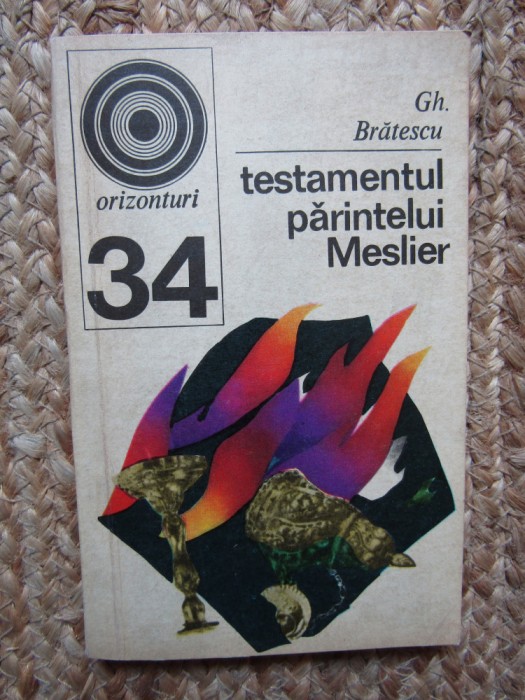 orizonturi
34
Gh.
Brătescu
testamentul
părintelui
Meslier